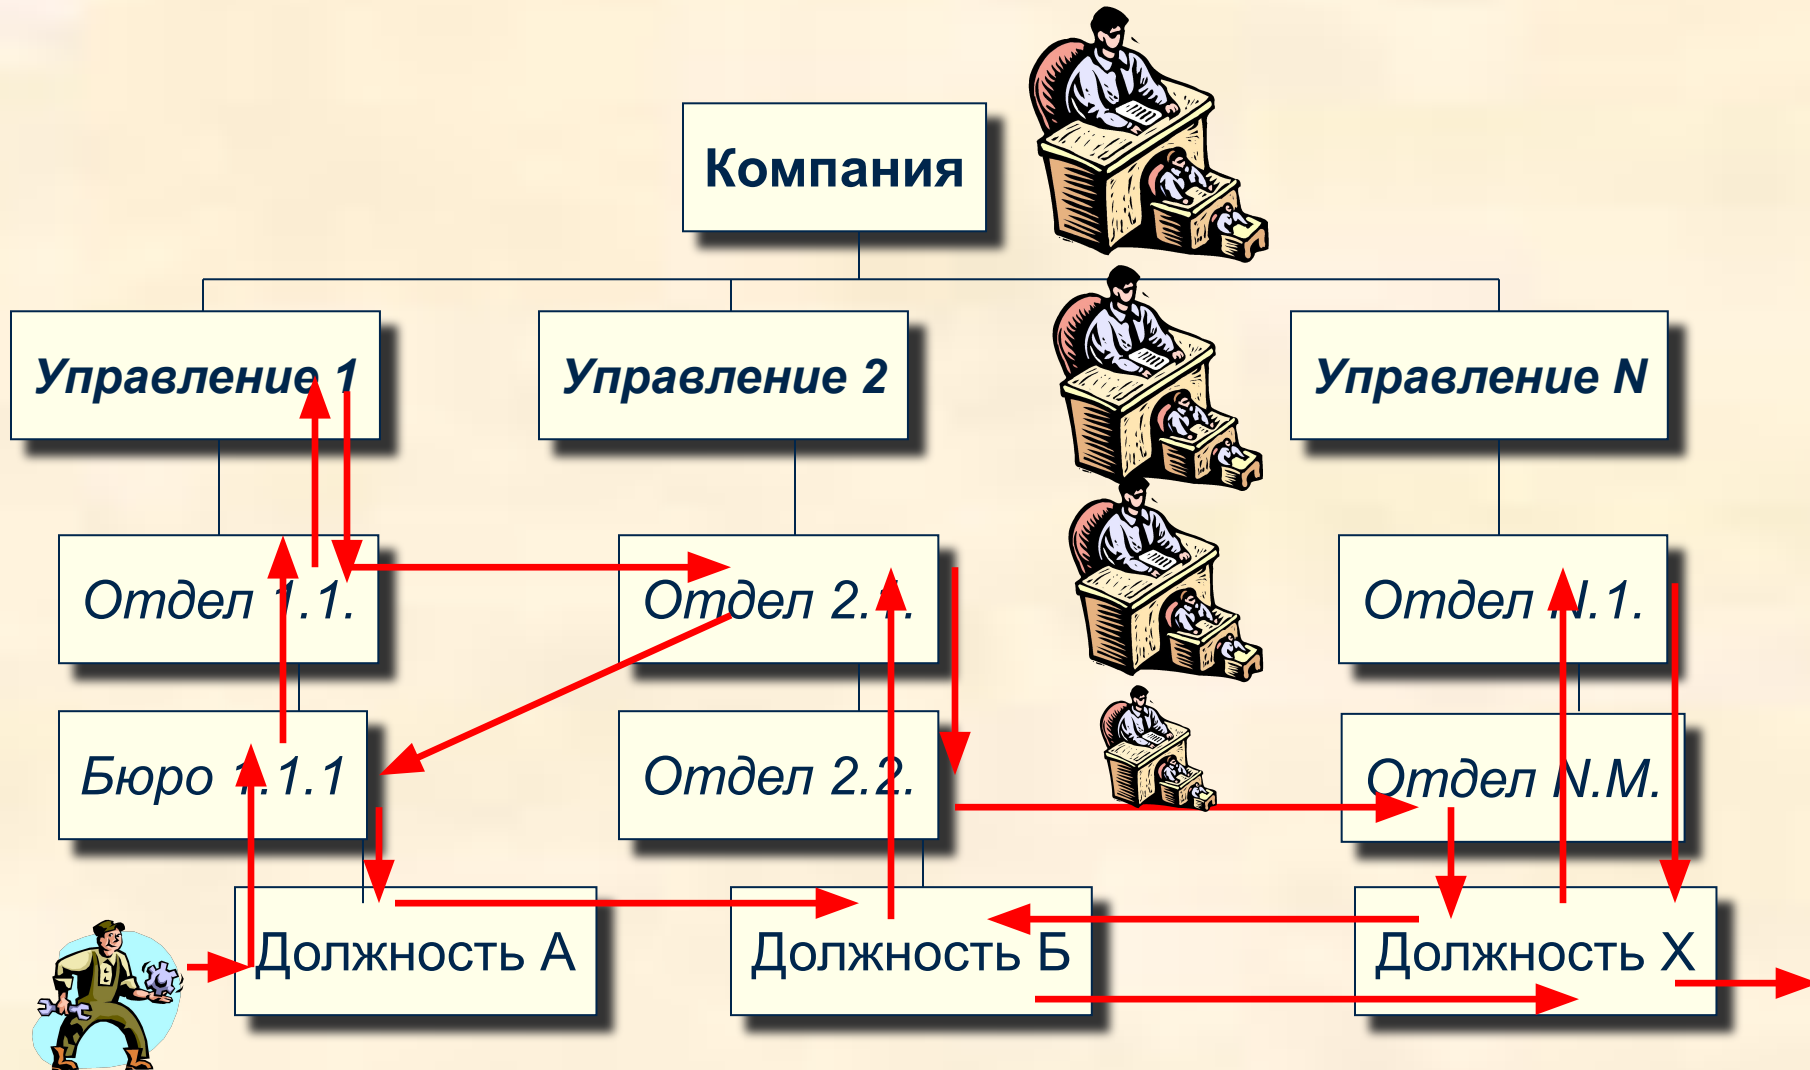 Компания
Управление 1
Управление 2
Управление N
Отдел 1.1.
Отдел 2.1.
Отдел N.1.
Бюро 1.1.1
Отдел 2.2.
Отдел N.M.
Должность А
Должность Б
Должность Х